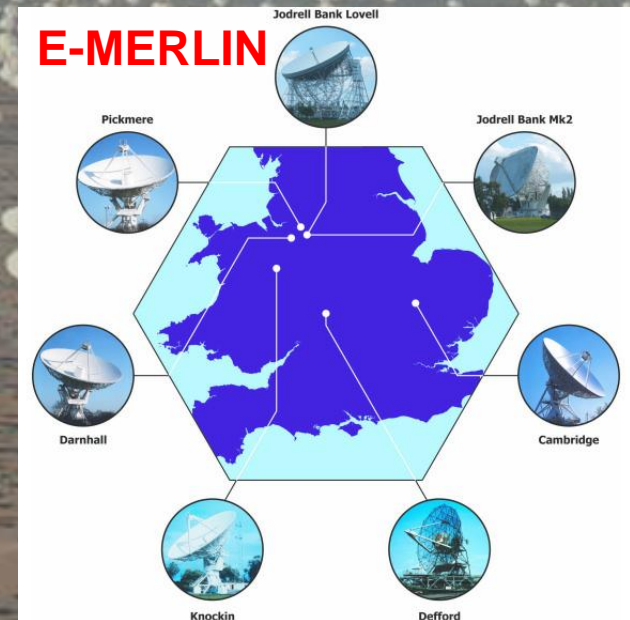 Jodrell Bank Lovell
E-MERLIN
Pickmere
Jodrell Bank Mk2
Darnhall
Cambridge
Knockin
Defford